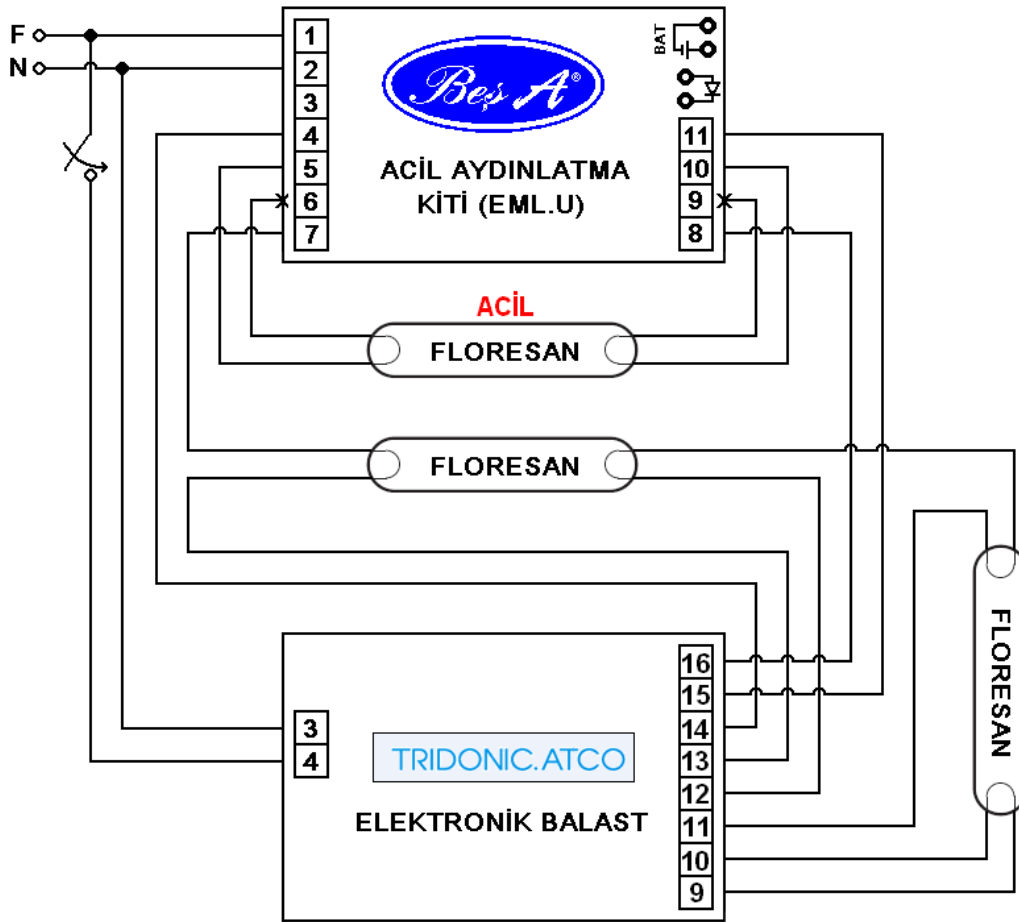 F
N
1
2
3
4
5
6
7
Beş A®
ACİL AYDINLATMA
KİTİ (EML.U)
BAT
11
10
9
8
ACİL
FLORESAN
FLORESAN
FLORESAN
3
4
TRIDONIC.ATCO
ELEKTRONİK BALAST
16
15
14
13
12
11
10
9